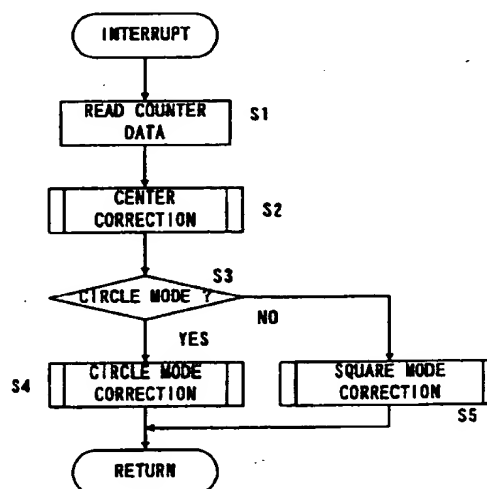 INTERRUPT
READ COUNTER
DATA
S1
CENTER
CORRECTION
S2
S3
CIRCLE MODE ?
NO
YES
S4
CIRCLE MODE
CORRECTION
SQUARE MODE
CORRECTION
S5
RETURN